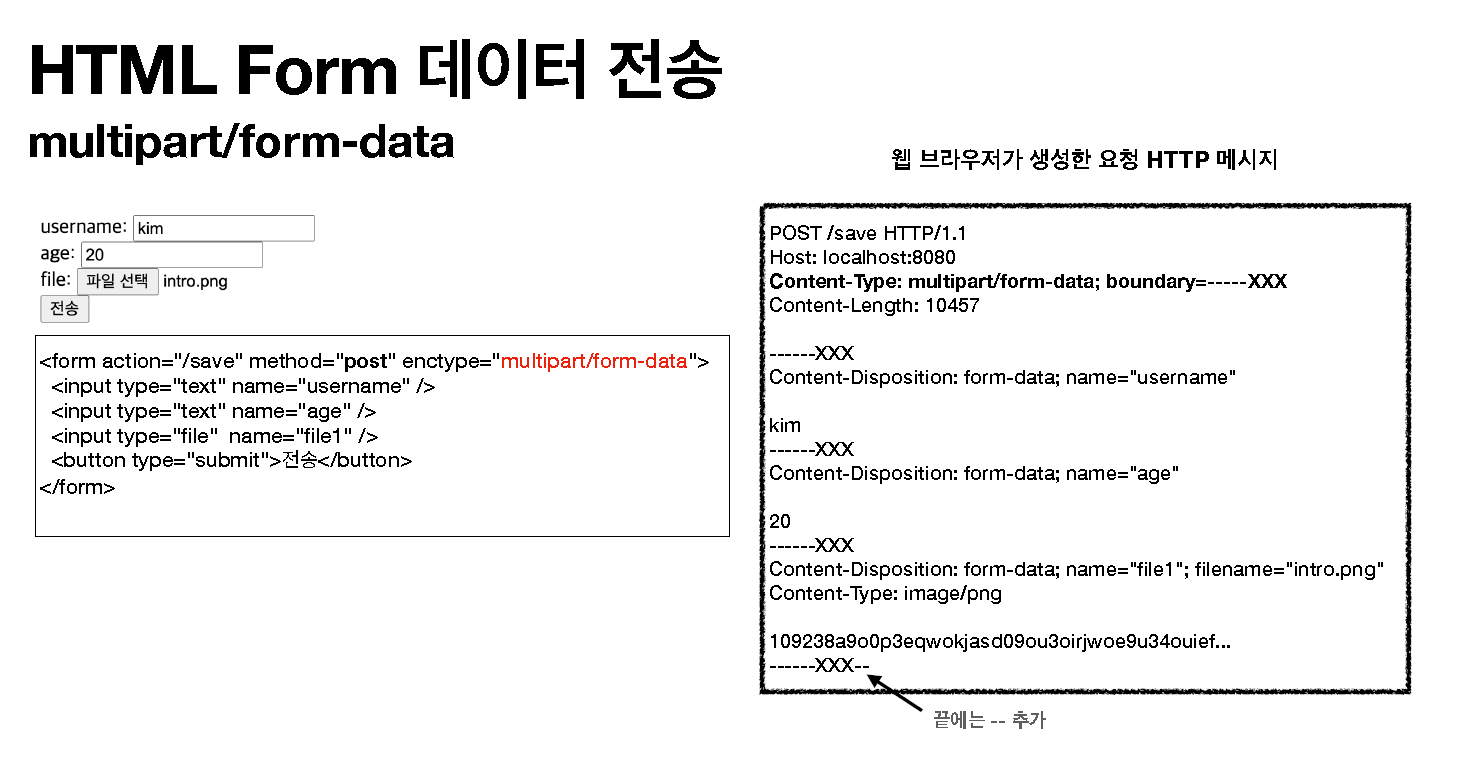 HTML Form 데이터 전송
multipart/form-data
username: kim
age: 20
file: 파일 선택 intro.png
전송
<form action="/save" method="post" enctype="multipart/form-data">
<input type="text" name="username" />
<input type="text" name="age" />
<input type="file"  name="file1" />
<button type="submit">전송</button>
</form>
웹 브라우저가 생성한 요청 HTTP 메시지
POST /save HTTP/1.1
Host: localhost:8080
Content-Type: multipart/form-data; boundary=-----XXX
Content-Length: 10457
------XXX
Content-Disposition: form-data; name="username"
kim
------XXX
Content-Disposition: form-data; name="age"
20
------XXX
Content-Disposition: form-data; name="file1"; filename="intro.png"
Content-Type: image/png
109238a9o0p3eqwokjasd09ou3oirjwoe9u34ouief...
------XXX--
끝에는 -- 추가